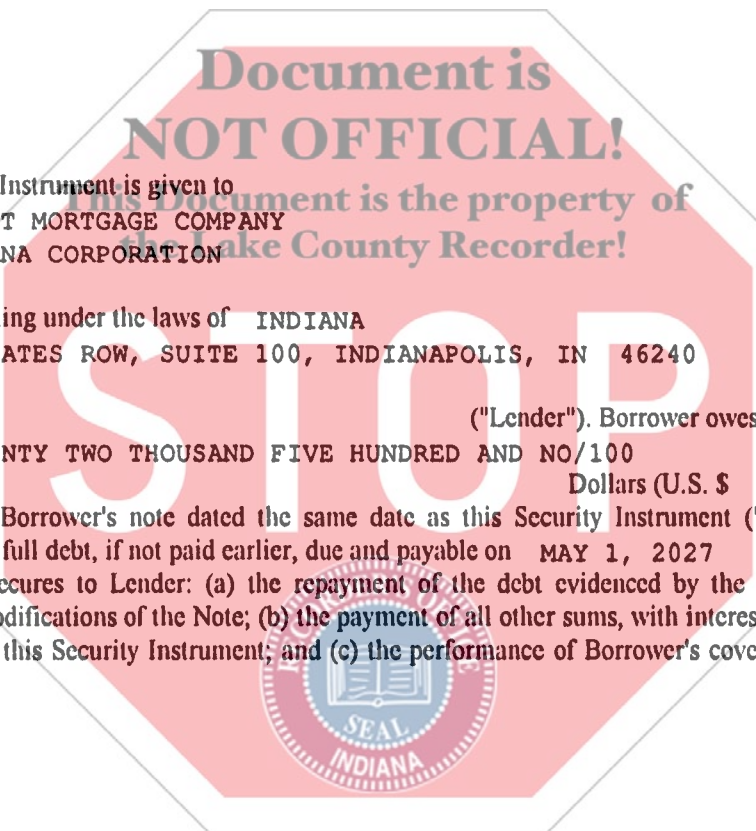 Document is
NOT OFFICIAL!
Instrument is given to
This Document is the property of
T MORTGAGE COMPANY
the Lake County Recorder!
NA CORPORATION
ing under the laws of INDIANA
ATES ROW, SUITE 100, INDIANAPOLIS, IN 46240
STOP
("Lender"). Borrower owes
NTY TWO THOUSAND FIVE HUNDRED AND NO/100
Dollars (U.S. $
Borrower's note dated the same date as this Security Instrument ("
full debt, if not paid earlier, due and payable on MAY 1, 2027
ecures to Lender: (a) the repayment of the debt evidenced by the
odifications of the Note; (b) the payment of all other sums, with interes
this Security Instrument; and (c) the performance of Borrower's cove
SEAL
INDIANA